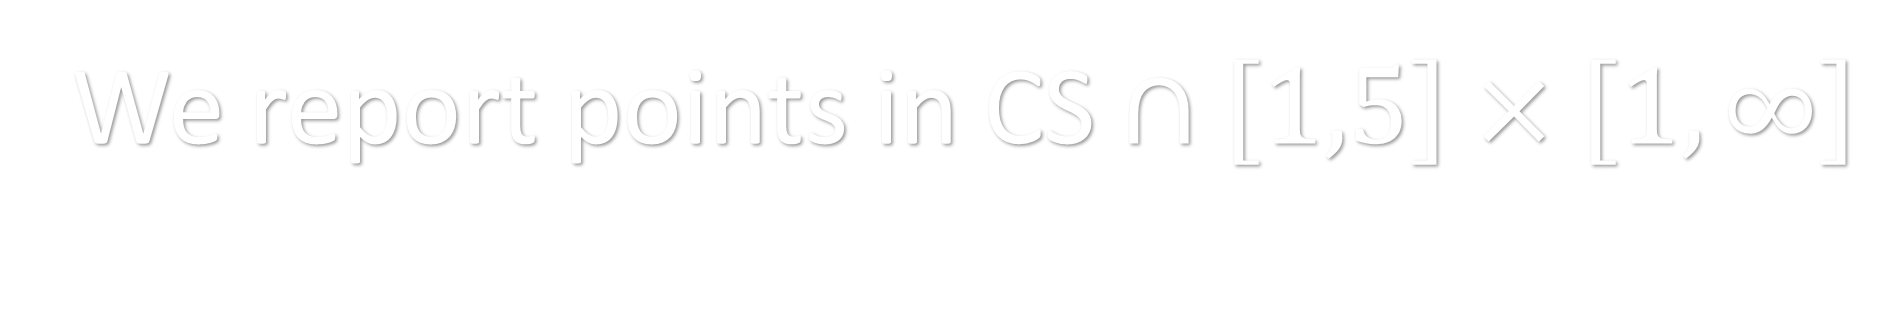 We report points in CS ∩ [1,5] × [1, ∞]